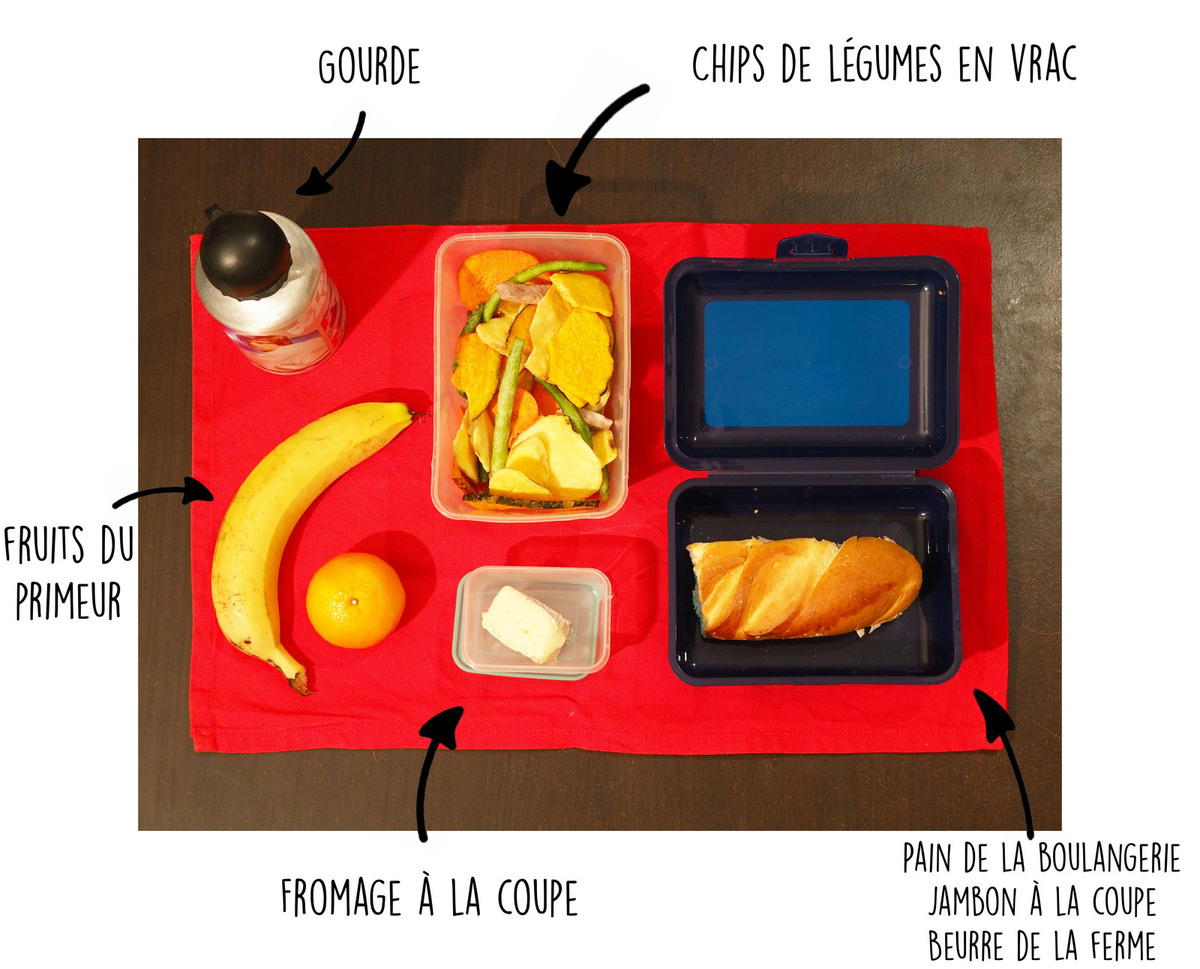 GOURDE
CHIPS DE LÉGUMES EN VRAC
FRUITS DU
PRIMEUR
FROMAGE À LA COUPE
PAIN DE LA BOULANGERIE
JAMBON À LA COUPE
BEURRE DE LA FERME